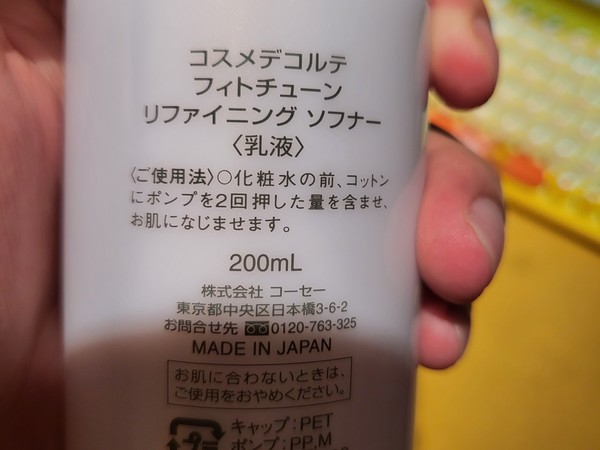 コスメデコルテ
フィトチューン
リファイニング ソフナー
〈乳液〉
〈ご使用法〉○化粧水の前、コットン
にポンプを2回押した量を含ませ、
お肌になじませます。
200mL
株式会社 コーセー
東京都中央区日本橋3-6-2
お問合せ先 0120-763-325
MADE IN JAPAN
お肌に合わないときは、
ご使用をおやめください。
キャップ:PET
ポンプ:PP,M